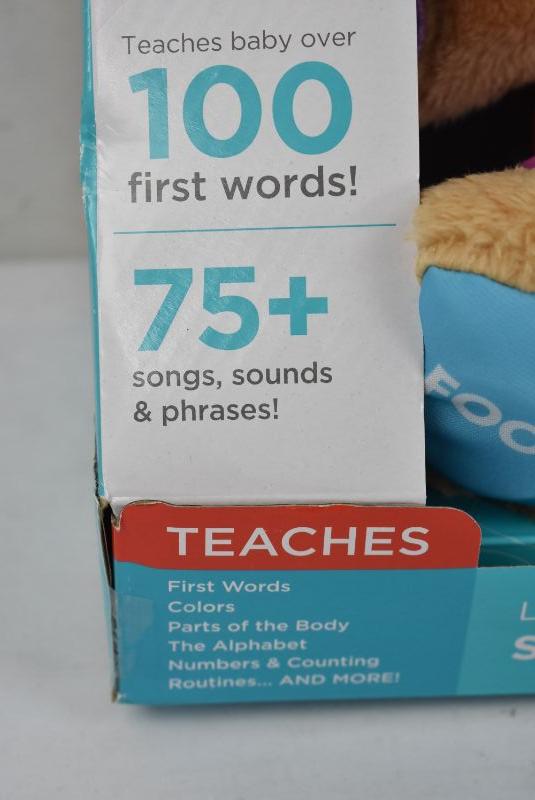 Teaches baby over
100
first words!
75+
songs, sounds
& phrases!
TEACHES
First Words
Colors
Parts of the Body
The Alphabet
Numbers & Counting
Routines... AND MORE!